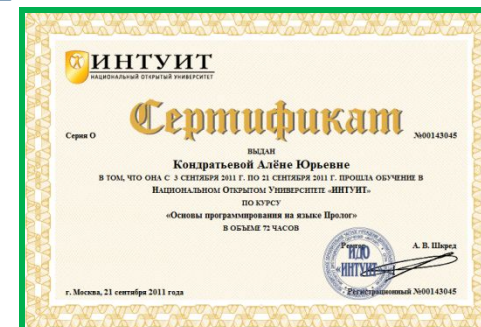 ИНТУИТ
НАЦИОНАЛЬНЫЙ ОТКРЫТЫЙ УНИВЕРСИТЕТ
Сертификат
Серия О №00143045
ВЫДАН
Кондратьевой Алёне Юрьевне
В ТОМ, ЧТО ОНА С 3 СЕНТЯБРЯ 2011 Г. ПО 21 СЕНТЯБРЯ 2011 Г. ПРОШЛА ОБУЧЕНИЕ В
НАЦИОНАЛЬНОМ ОТКРЫТОМ УНИВЕРСИТЕТЕ «ИНТУИТ»
ПО КУРСУ
«Основы программирования на языке Пролог»
В ОБЪЕМЕ 72 ЧАСОВ
Ректор А. В. Шкред
НДО
«ИНТУИТ»
г. Москва, 21 сентября 2011 года Регистрационный №00143045